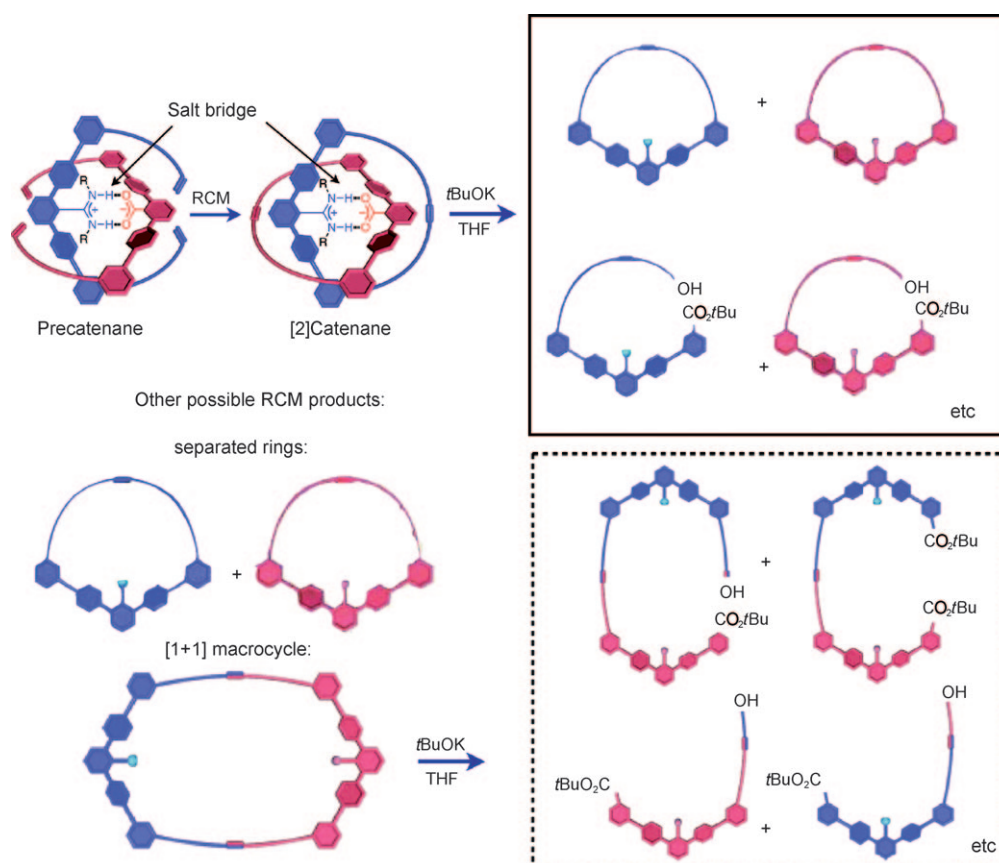 Salt bridge
R
N-H
O
+
−
N-H
O
R
RCM
R
N-H
O
+
−
N-H
O
R
tBuOK
THF
Precatenane
[2]Catenane
+
OH
CO₂tBu
+
OH
CO₂tBu
etc
Other possible RCM products:
separated rings:
+
[1+1] macrocycle:
tBuOK
THF
OH
CO₂tBu
+
CO₂tBu
CO₂tBu
OH
tBuO₂C
+
OH
tBuO₂C
etc